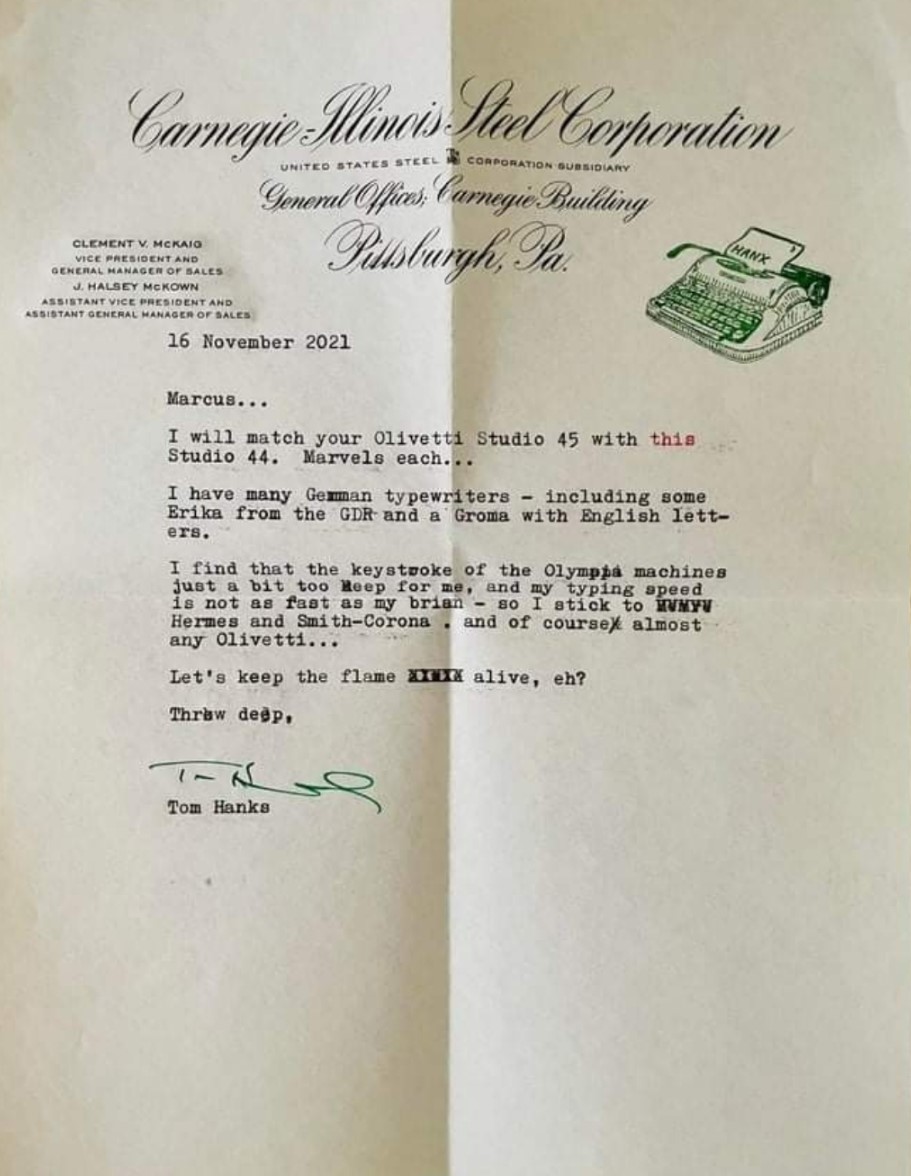 Carnegie-Illinois Steel Corporation
UNITED STATES STEEL CORPORATION SUBSIDIARY
General Offices; Carnegie Building
Pittsburgh, Pa.
CLEMENT V. McKAIG
VICE PRESIDENT AND
GENERAL MANAGER OF SALES
J. HALSEY McKOWN
ASSISTANT VICE PRESIDENT AND
ASSISTANT GENERAL MANAGER OF SALES
HANX
16 November 2021
Marcus...
I will match your Olivetti Studio 45 with this
Studio 44. Marvels each...
I have many German typewriters - including some
Erika from the GDR and a Groma with English lett-
ers.
I find that the keystroke of the Olympia machines
just a bit too deep for me, and my typing speed
is not as fast as my brian - so I stick to
Hermes and Smith-Corona . and of course almost
any Olivetti...
Let's keep the flame alive, eh?
Throw deep,
Tom Hanks